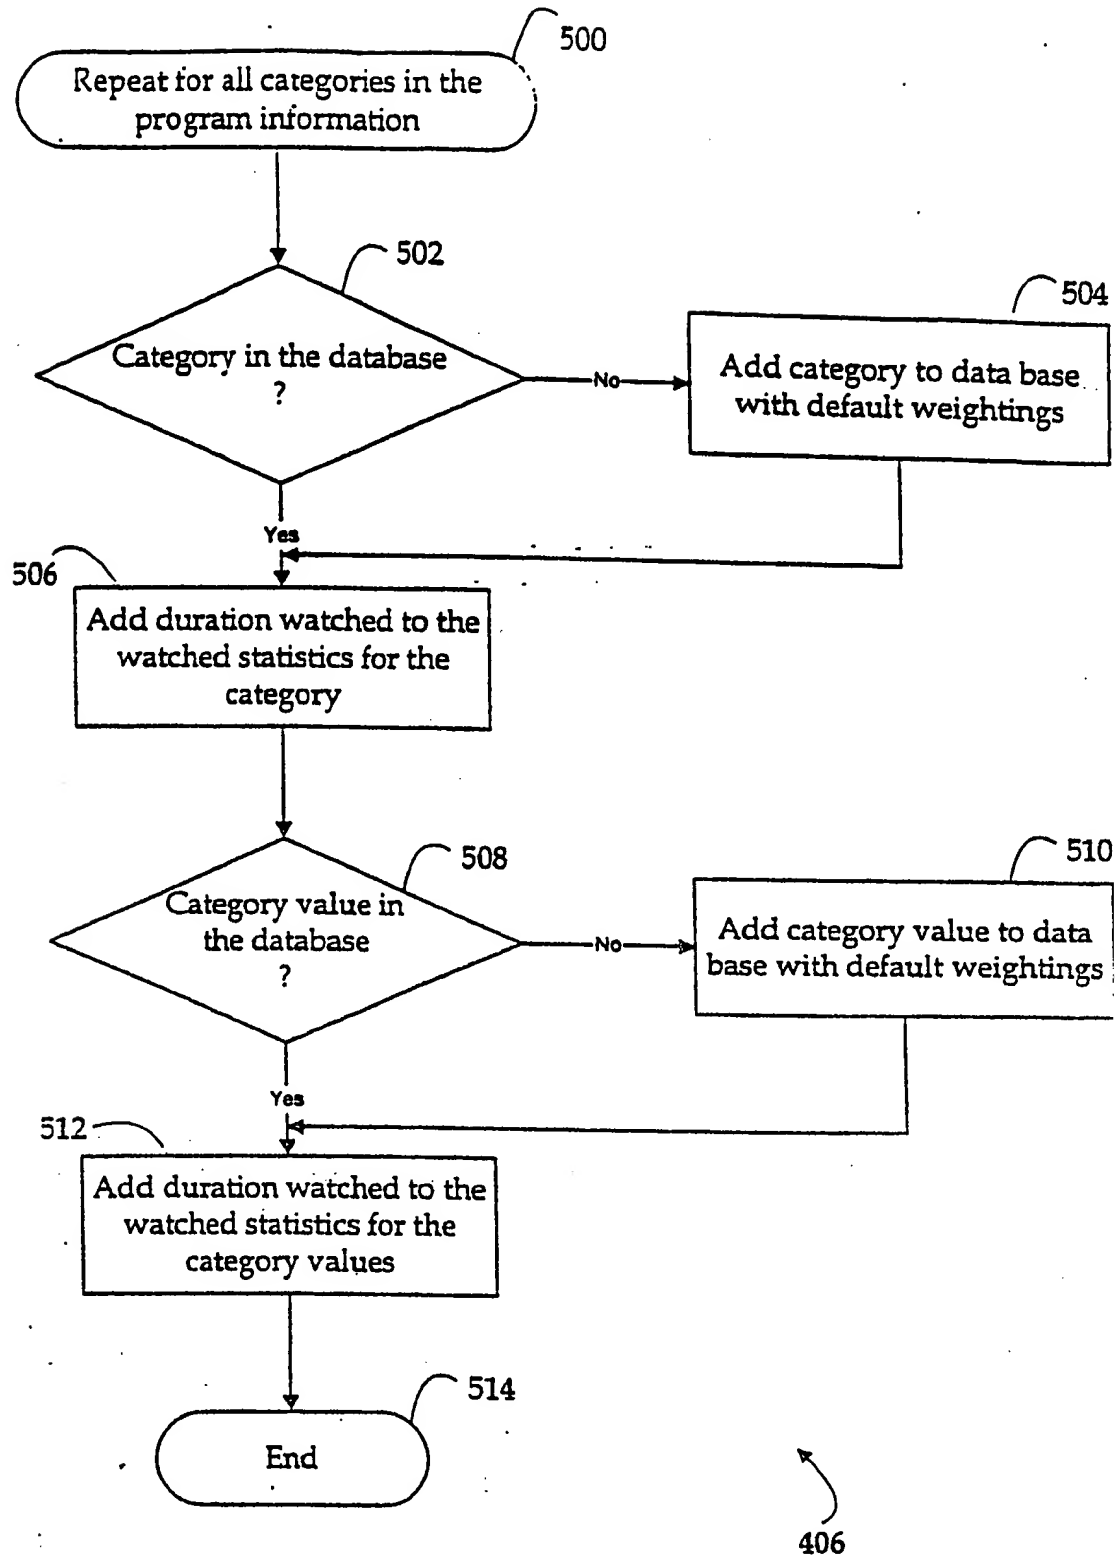 500
Repeat for all categories in the
program information
502
Category in the database
?
No
504
Add category to data base
with default weightings
Yes
506
Add duration watched to the
watched statistics for the
category
508
Category value in
the database
?
No
510
Add category value to data
base with default weightings
Yes
512
Add duration watched to the
watched statistics for the
category values
514
End
406